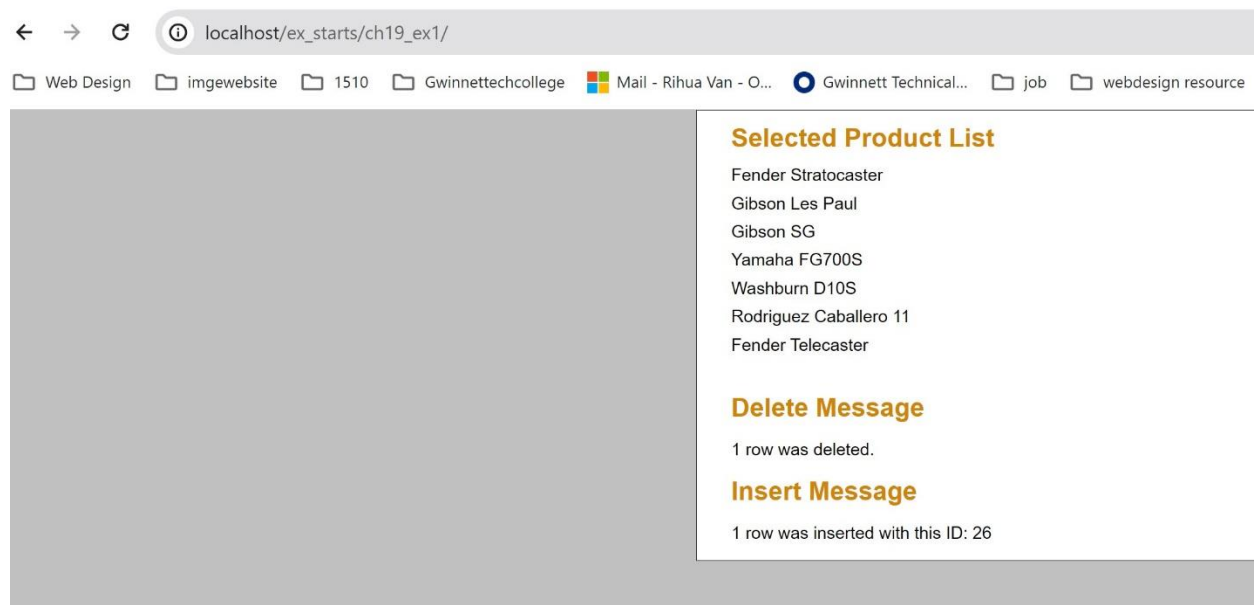 localhost/ex_starts/ch19_ex1/
Web Design imgewebsite 1510 Gwinnettechcollege Mail - Rihua Van - O... Gwinnett Technical... job webdesign resource
Selected Product List
Fender Stratocaster
Gibson Les Paul
Gibson SG
Yamaha FG700S
Washburn D10S
Rodriguez Caballero 11
Fender Telecaster
Delete Message
1 row was deleted.
Insert Message
1 row was inserted with this ID: 26